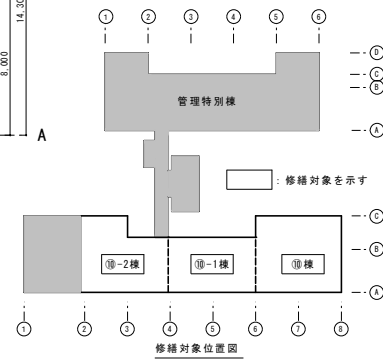 ① ② ③ ④ ⑤ ⑥
14.30
8.000
Ⓓ
Ⓒ
Ⓑ
管理特別棟
Ⓐ
A
: 修繕対象を示す
Ⓒ
Ⓑ
⑩-2棟 ⑩-1棟 ⑩棟
Ⓐ
① ② ③ ④ ⑤ ⑥ ⑦ ⑧
修繕対象位置図